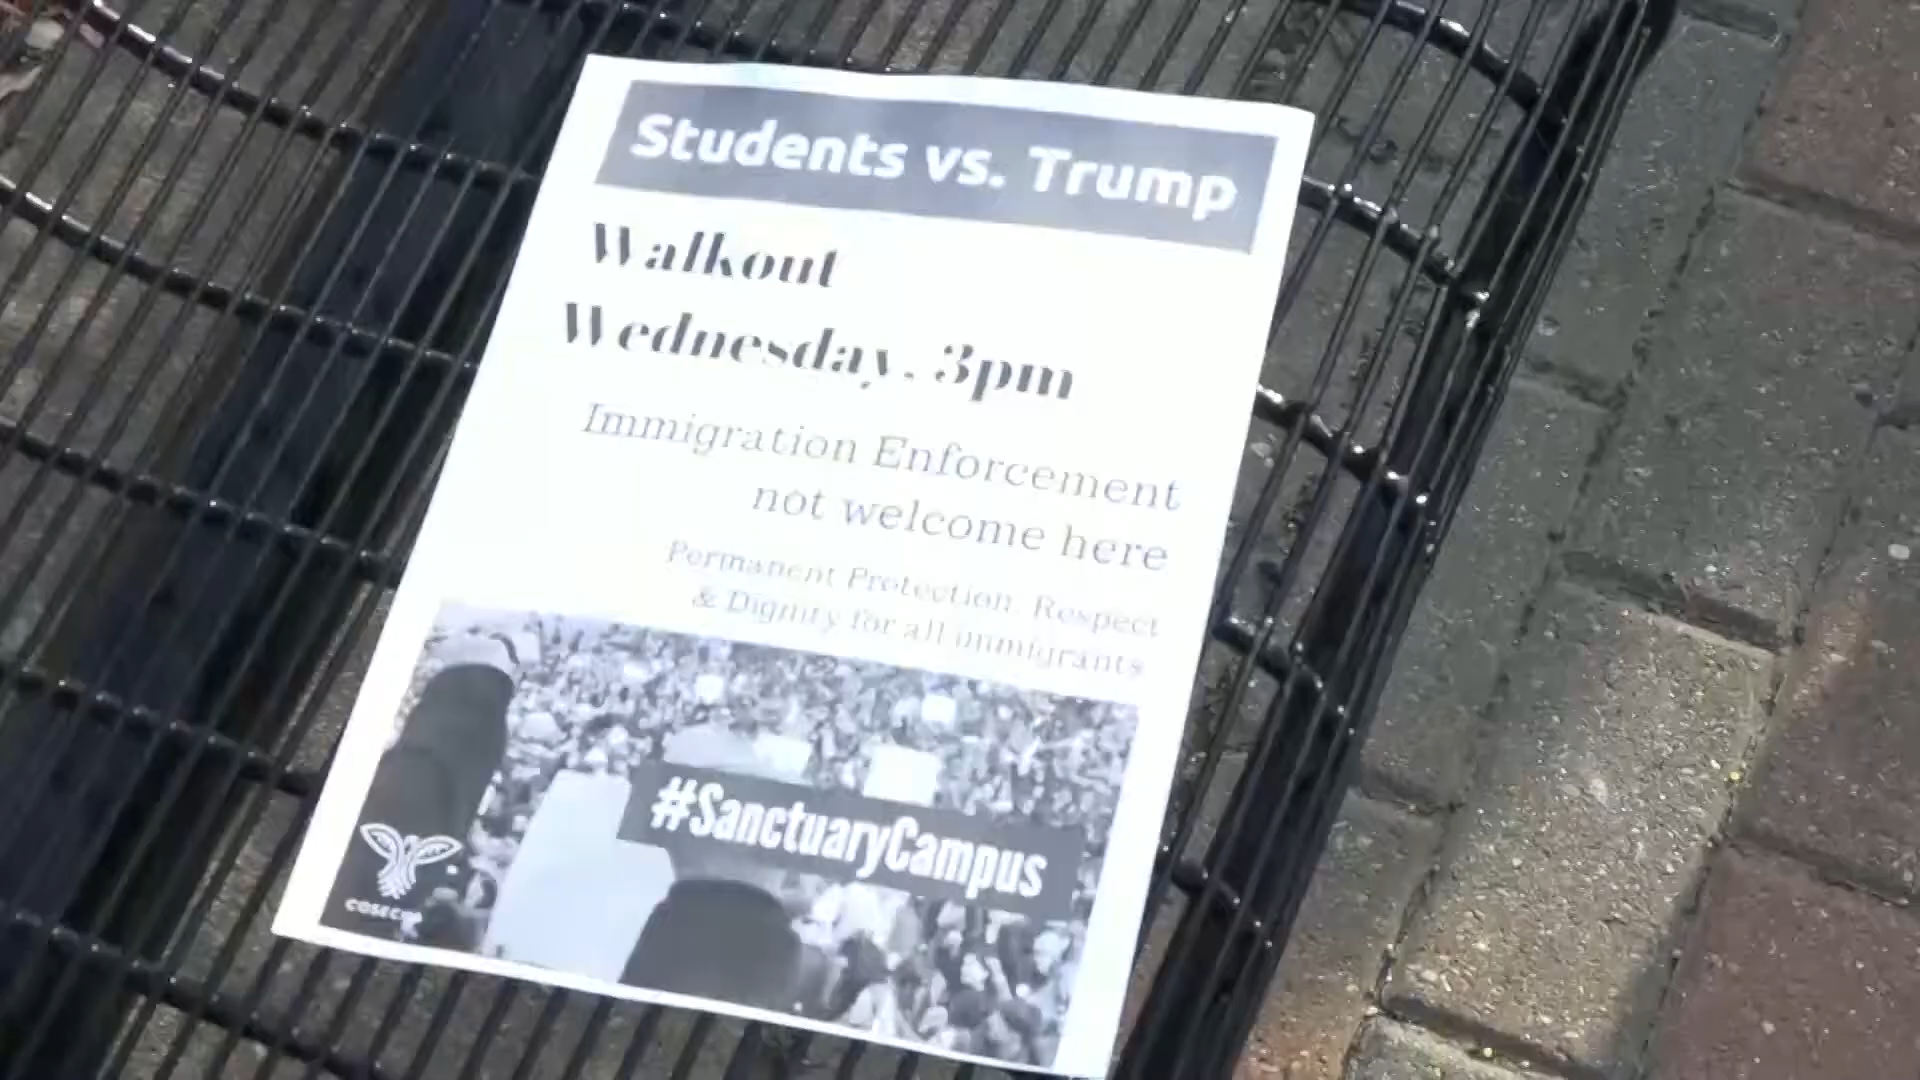 Students vs. Trump
Walkout
Wednesday, 3pm
Immigration Enforcement
not welcome here
Permanent Protection, Respect
& Dignity for all immigrants
#SanctuaryCampus
COSECHA